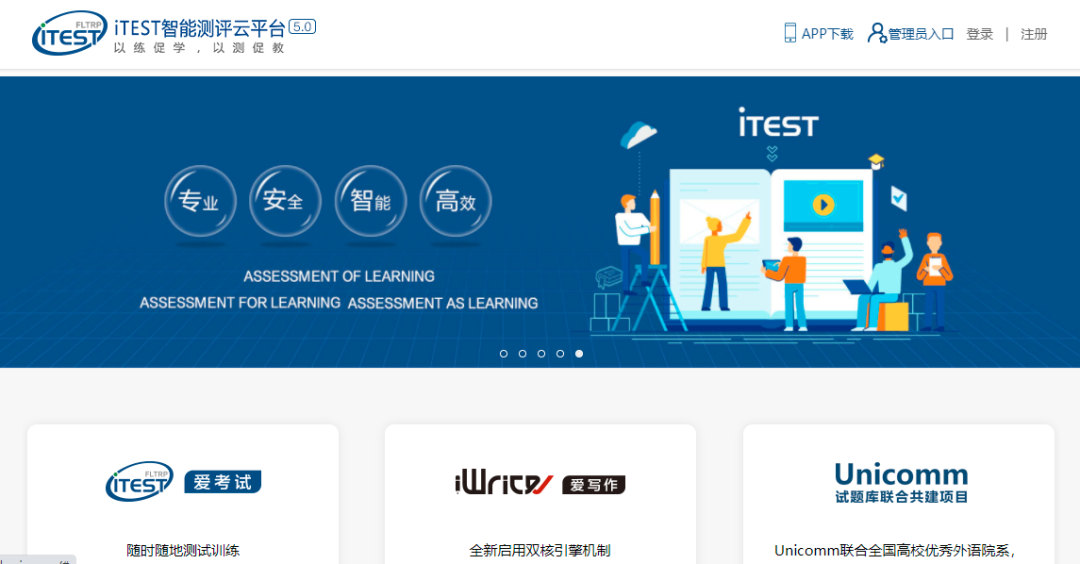 FLTRP
iTEST
iTEST智能测评云平台 5.0
以练促学，以测促教
APP下载 管理员入口 登录 | 注册
iTEST
专业 安全 智能 高效
ASSESSMENT OF LEARNING
ASSESSMENT FOR LEARNING ASSESSMENT AS LEARNING
FLTRP
iTEST 爱考试
iWrite 爱写作
Unicomm
试题库联合共建项目
随时随地测试训练
全新启用双核引擎机制
Unicomm联合全国高校优秀外语院系，